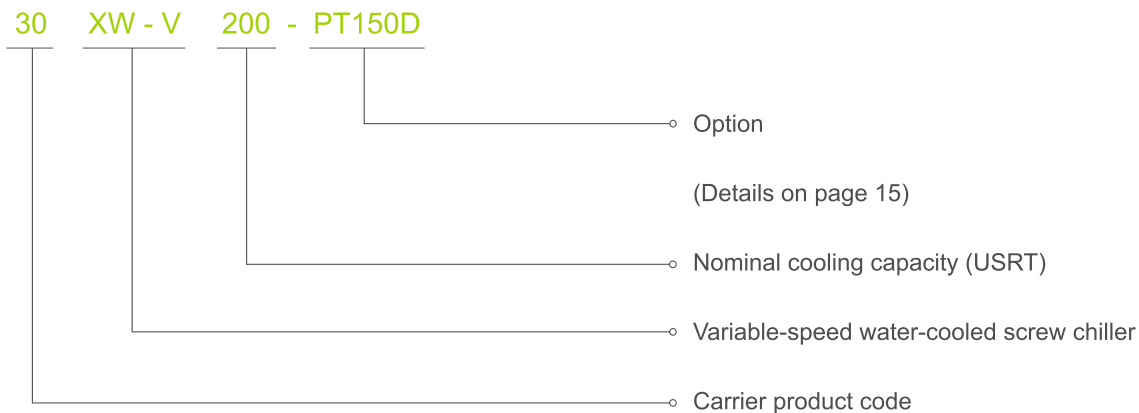 30 XW - V 200 - PT150D
Option
(Details on page 15)
Nominal cooling capacity (USRT)
Variable-speed water-cooled screw chiller
Carrier product code